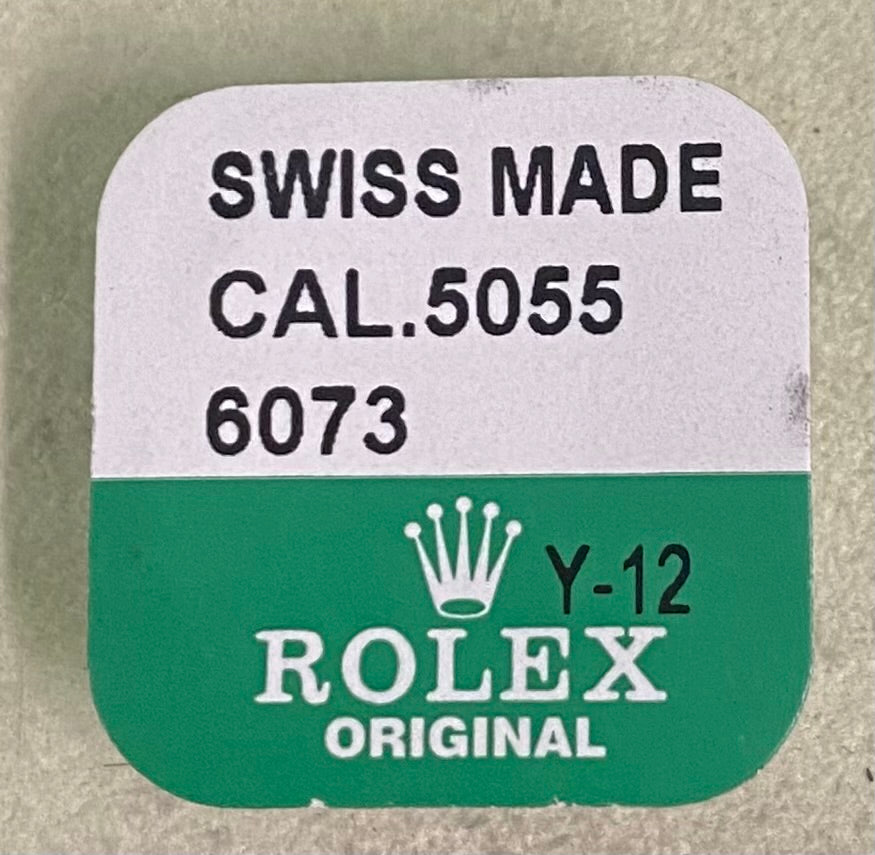 SWISS MADE
CAL.5055
6073
Y-12
ROLEX
ORIGINAL